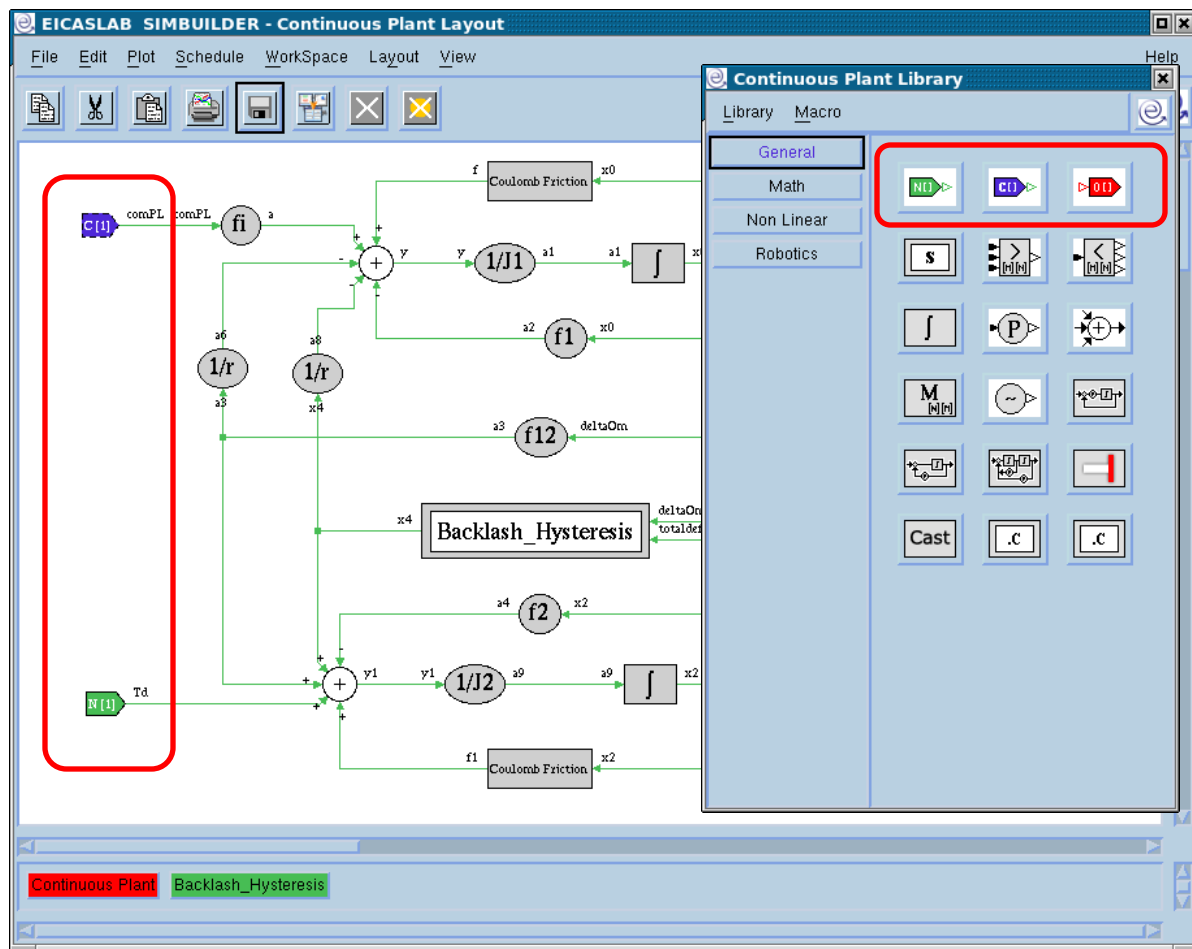 EICASLAB SIMBUILDER - Continuous Plant Layout
File Edit Plot Schedule WorkSpace Layout View
Help
Continuous Plant Library
Library Macro
General
Math
Non Linear
Robotics
N[] C[] O[]
S [M][N] [M][N]
∫ P +
M [N][M] ~
Cast .C .C
f Coulomb Friction x0
C[1] comPL comPL fi a
+ + - - -
+ y y 1/J1 a1 a1 ∫
a2 f1 x0
a6 1/r a3
a8 1/r x4
a3 f12 deltaOm
x4 Backlash_Hysteresis
a4 f2 x2
+ + - + +
+ y1 y1 1/J2 a9 a9 ∫ x2
N[1] Td
f1 Coulomb Friction x2
Continuous Plant Backlash_Hysteresis